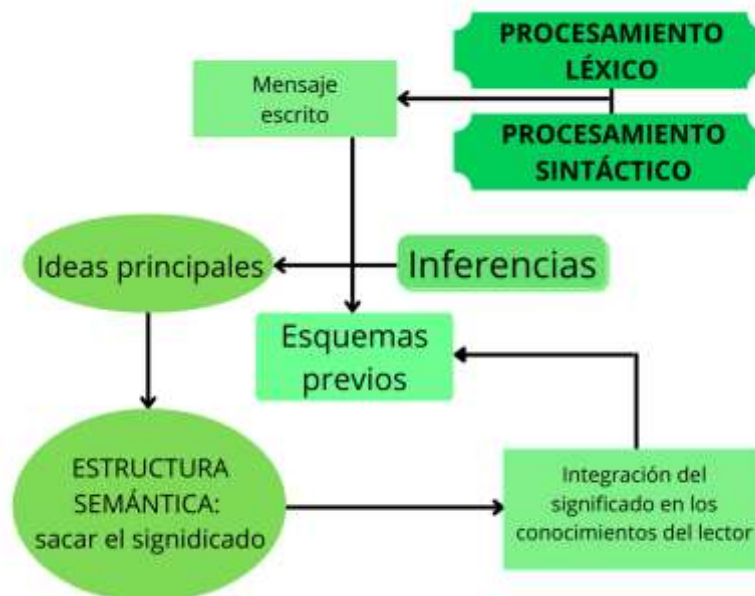 PROCESAMIENTO
LÉXICO
Mensaje
escrito
PROCESAMIENTO
SINTÁCTICO
Ideas principales
Inferencias
Esquemas
previos
ESTRUCTURA
SEMÁNTICA:
sacar el signidicado
Integración del
significado en los
conocimientos del lector